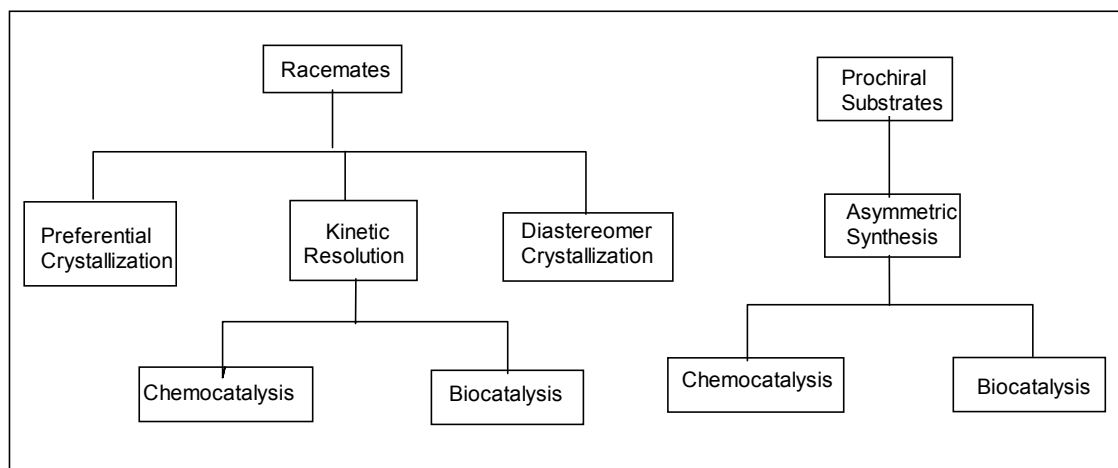 Racemates
Prochiral
Substrates
Preferential
Crystallization
Kinetic
Resolution
Diastereomer
Crystallization
Asymmetric
Synthesis
Chemocatalysis
Biocatalysis
Chemocatalysis
Biocatalysis